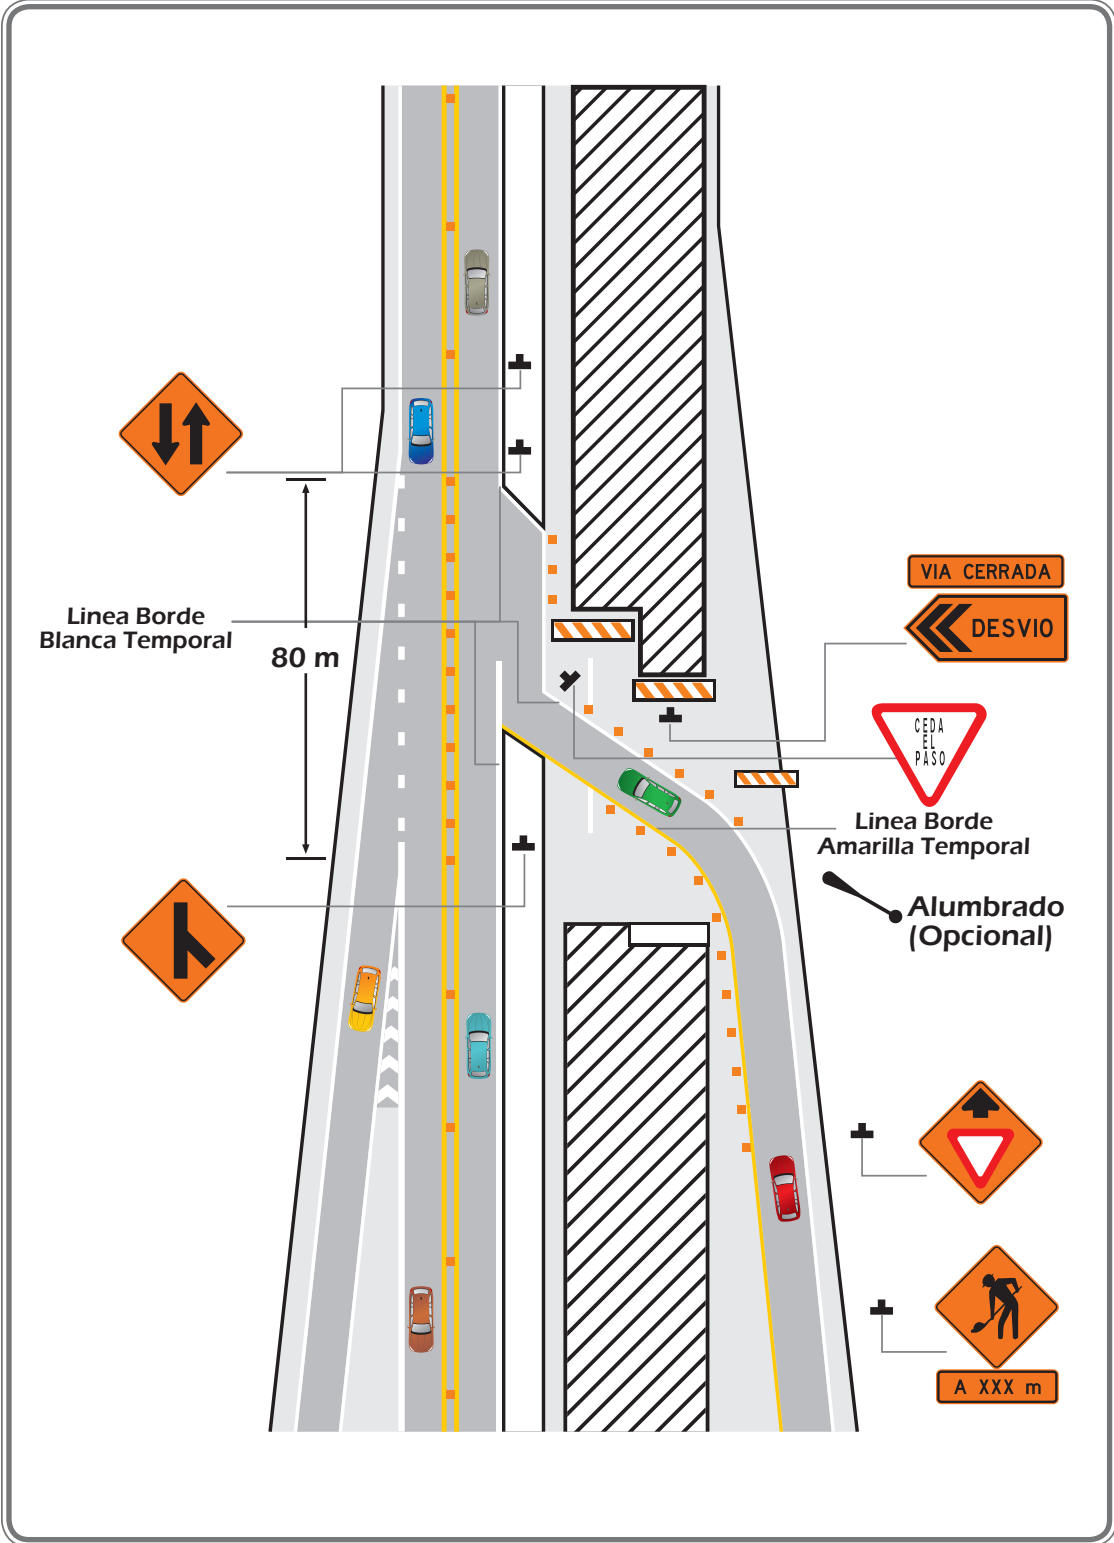 VIA CERRADA
DESVIO
Linea Borde
Blanca Temporal
80 m
CEDA
EL
PASO
Linea Borde
Amarilla Temporal
Alumbrado
(Opcional)
A XXX m